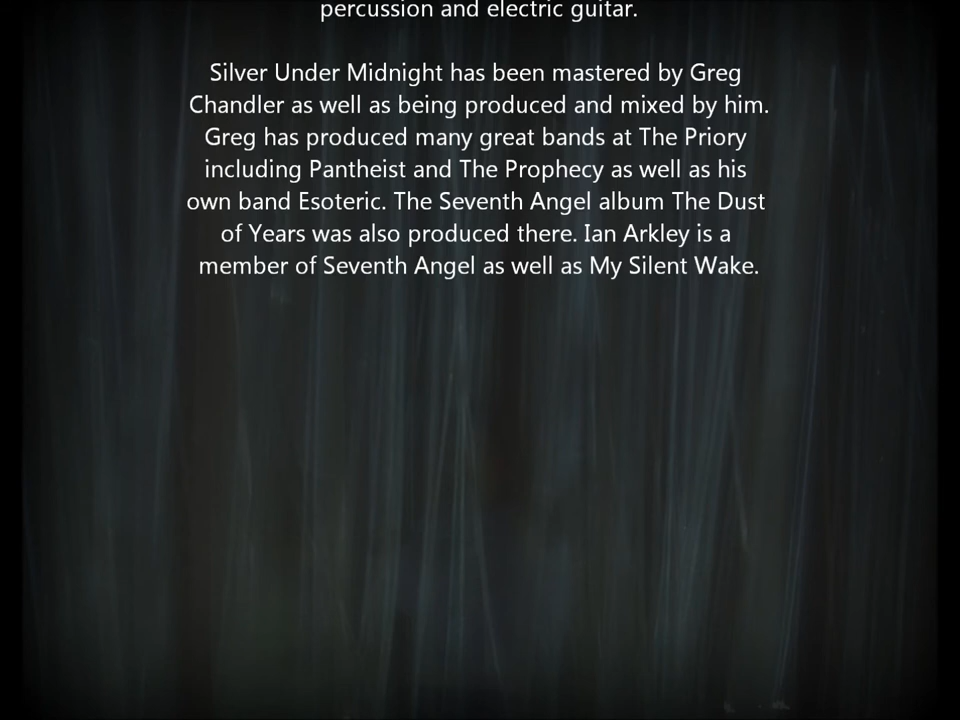 percussion and electric guitar.
Silver Under Midnight has been mastered by Greg
Chandler as well as being produced and mixed by him.
Greg has produced many great bands at The Priory
including Pantheist and The Prophecy as well as his
own band Esoteric. The Seventh Angel album The Dust
of Years was also produced there. Ian Arkley is a
member of Seventh Angel as well as My Silent Wake.